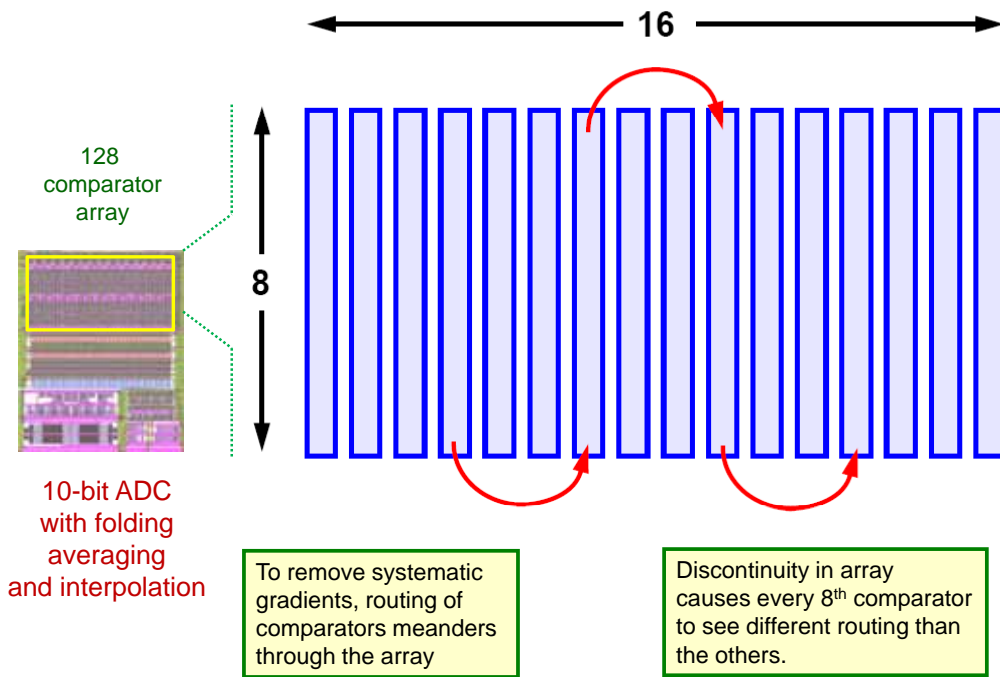 16
128
comparator
array
8
10-bit ADC
with folding
averaging
and interpolation
To remove systematic
gradients, routing of
comparators meanders
through the array
Discontinuity in array
causes every 8th comparator
to see different routing than
the others.